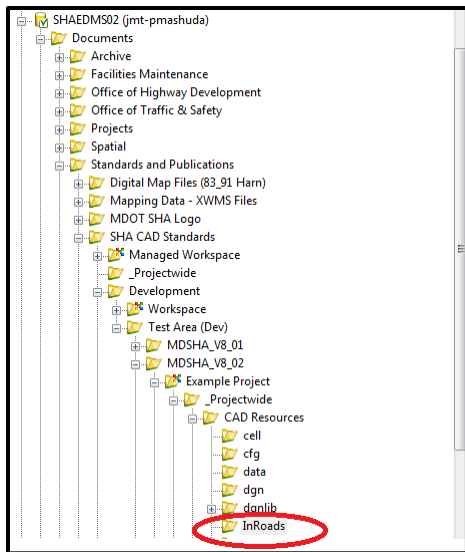 SHAEDMS02 (jmt-pmashuda)
Documents
Archive
Facilities Maintenance
Office of Highway Development
Office of Traffic & Safety
Projects
Spatial
Standards and Publications
Digital Map Files (83_91 Harn)
Mapping Data - XWMS Files
MDOT SHA Logo
SHA CAD Standards
Managed Workspace
_Projectwide
Development
Workspace
Test Area (Dev)
MDSHA_V8_01
MDSHA_V8_02
Example Project
_Projectwide
CAD Resources
cell
cfg
data
dgn
dgnlib
InRoads